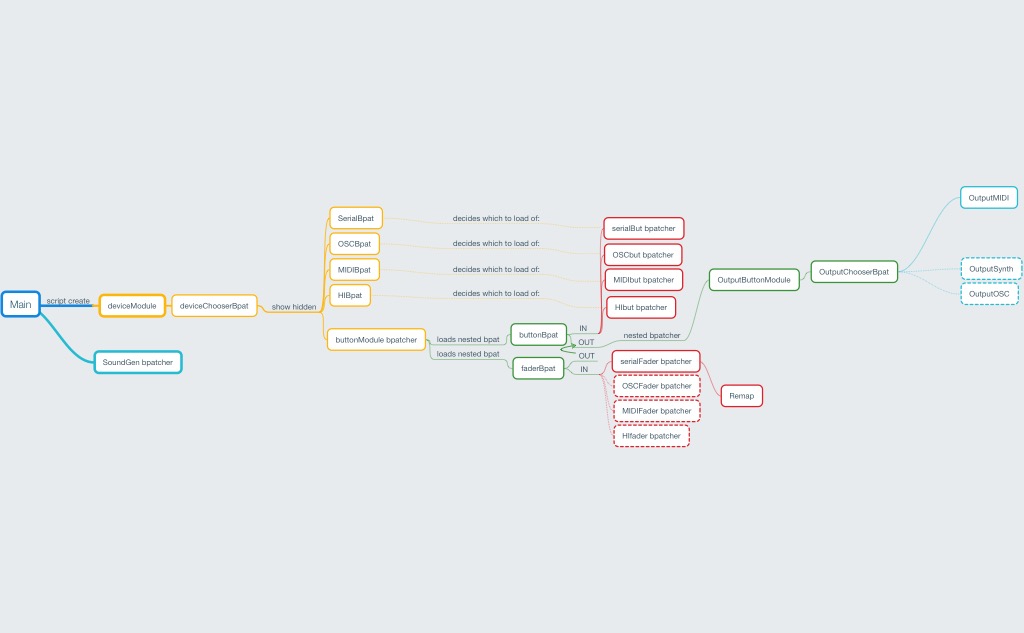 Main
script create
deviceModule
deviceChooserBpat
show hidden
SoundGen bpatcher
SerialBpat
decides which to load of:
serialBut bpatcher
OSCBpat
decides which to load of:
OSCbut bpatcher
MIDIBpat
decides which to load of:
MIDIbut bpatcher
HIBpat
decides which to load of:
HIbut bpatcher
buttonModule bpatcher
loads nested bpat
buttonBpat
IN
OUT
nested bpatcher
OutputButtonModule
OutputChooserBpat
OutputMIDI
OutputSynth
OutputOSC
loads nested bpat
faderBpat
OUT
IN
serialFader bpatcher
Remap
OSCFader bpatcher
MIDIFader bpatcher
HIfader bpatcher